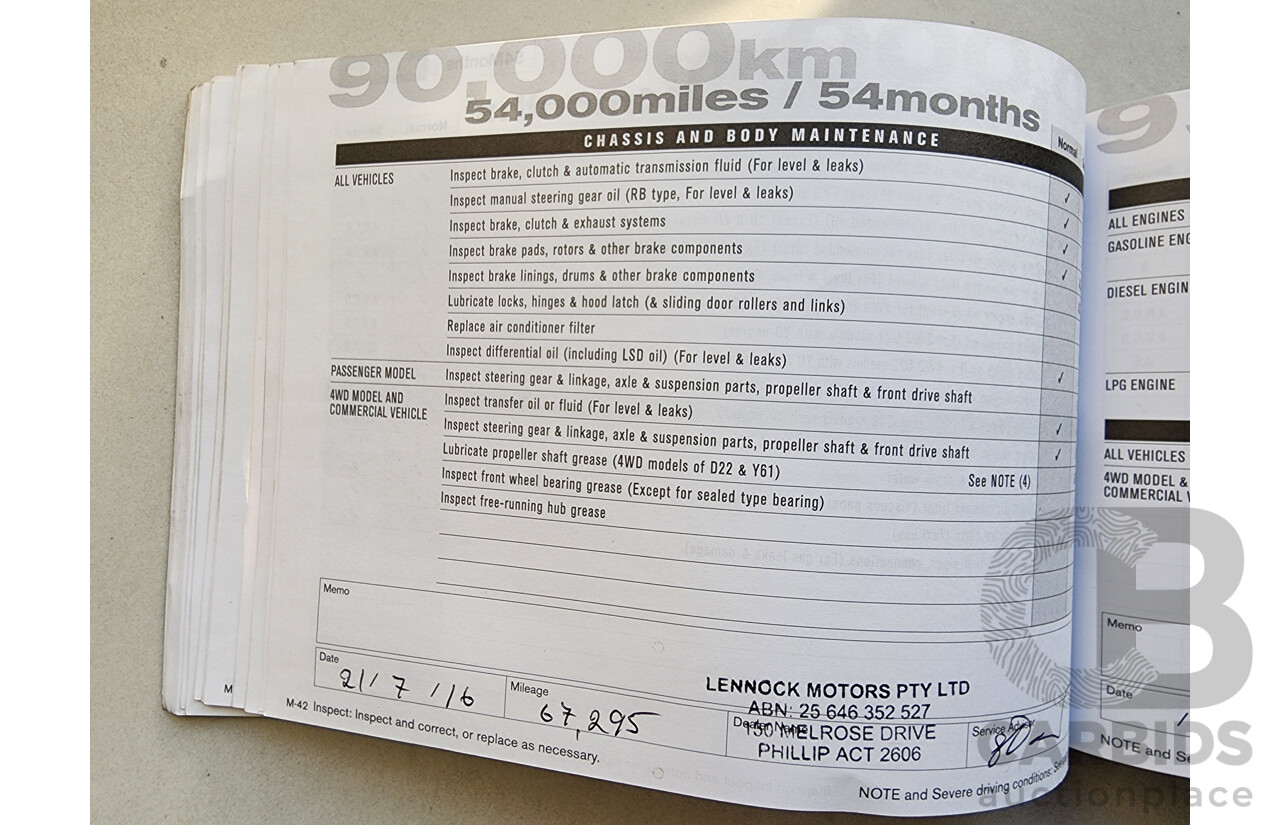 90,000km
54,000miles / 54months
CHASSIS AND BODY MAINTENANCE
Normal
ALL VEHICLES
Inspect brake, clutch & automatic transmission fluid (For level & leaks)
Inspect manual steering gear oil (RB type, For level & leaks) ✓
Inspect brake, clutch & exhaust systems ✓
Inspect brake pads, rotors & other brake components ✓
Inspect brake linings, drums & other brake components ✓
Lubricate locks, hinges & hood latch (& sliding door rollers and links)
Replace air conditioner filter
Inspect differential oil (including LSD oil) (For level & leaks)
PASSENGER MODEL
Inspect steering gear & linkage, axle & suspension parts, propeller shaft & front drive shaft ✓
4WD MODEL AND
COMMERCIAL VEHICLE
Inspect transfer oil or fluid (For level & leaks) ✓
Inspect steering gear & linkage, axle & suspension parts, propeller shaft & front drive shaft ✓
Lubricate propeller shaft grease (4WD models of D22 & Y61) See NOTE (4)
Inspect front wheel bearing grease (Except for sealed type bearing)
Inspect free-running hub grease
Memo
Date
21/7/16
Mileage
67,295
LENNOCK MOTORS PTY LTD
ABN: 25 646 352 527
Dealer Name
150 MELROSE DRIVE
PHILLIP ACT 2606
Service Advisor
M-42 Inspect: Inspect and correct, or replace as necessary.
NOTE and Severe driving conditions:
M
9
ALL ENGINES
GASOLINE ENG
DIESEL ENGIN
LPG ENGINE
ALL VEHICLES
4WD MODEL &
COMMERCIAL V
Memo
Date
NOTE and Se
CARBIDS
auctionplace